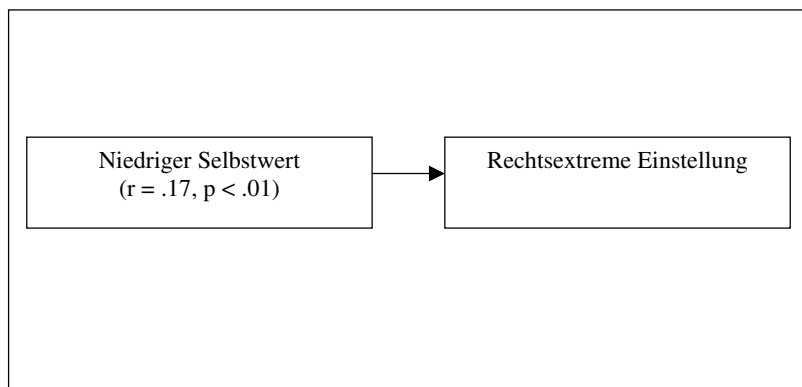 Niedriger Selbstwert
(r = .17, p < .01)
Rechtsextreme Einstellung